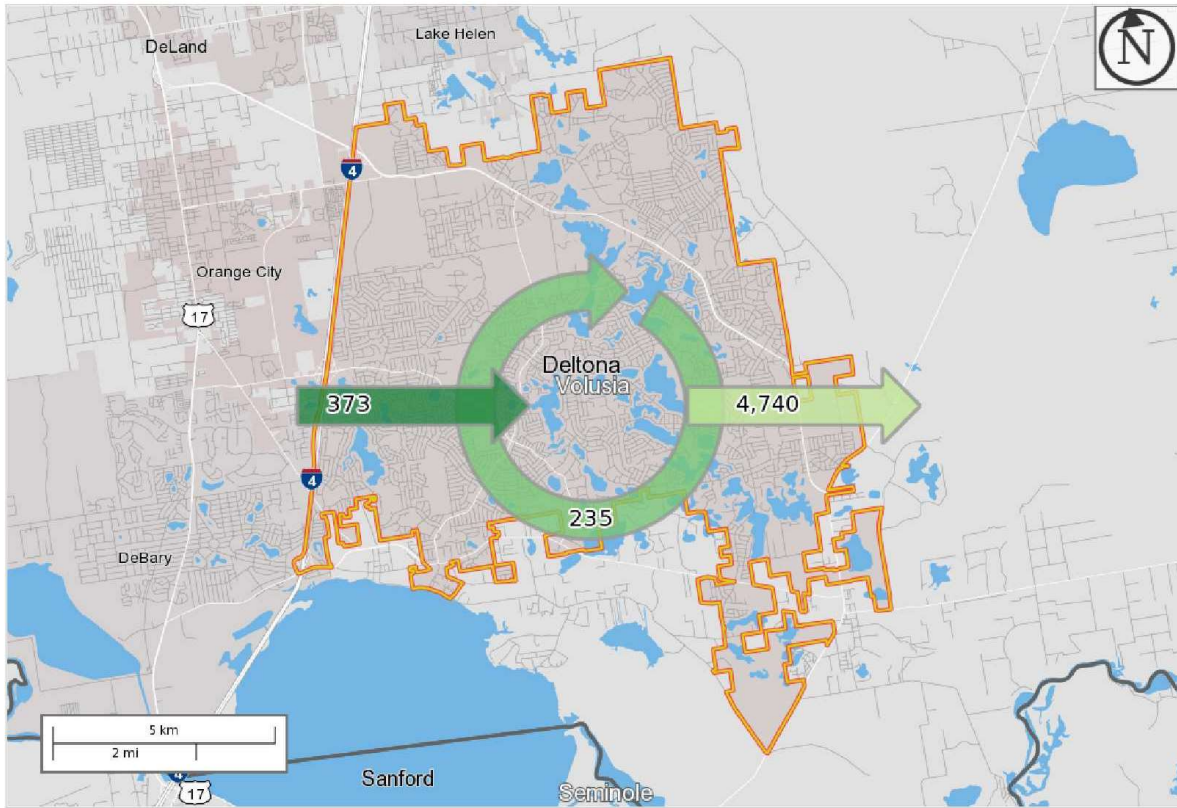 Lake Helen
N
DeLand
4
Orange City
17
Deltona
Volusia
373
4,740
4
235
DeBary
5 km
2 mi
4
17
Sanford
Seminole